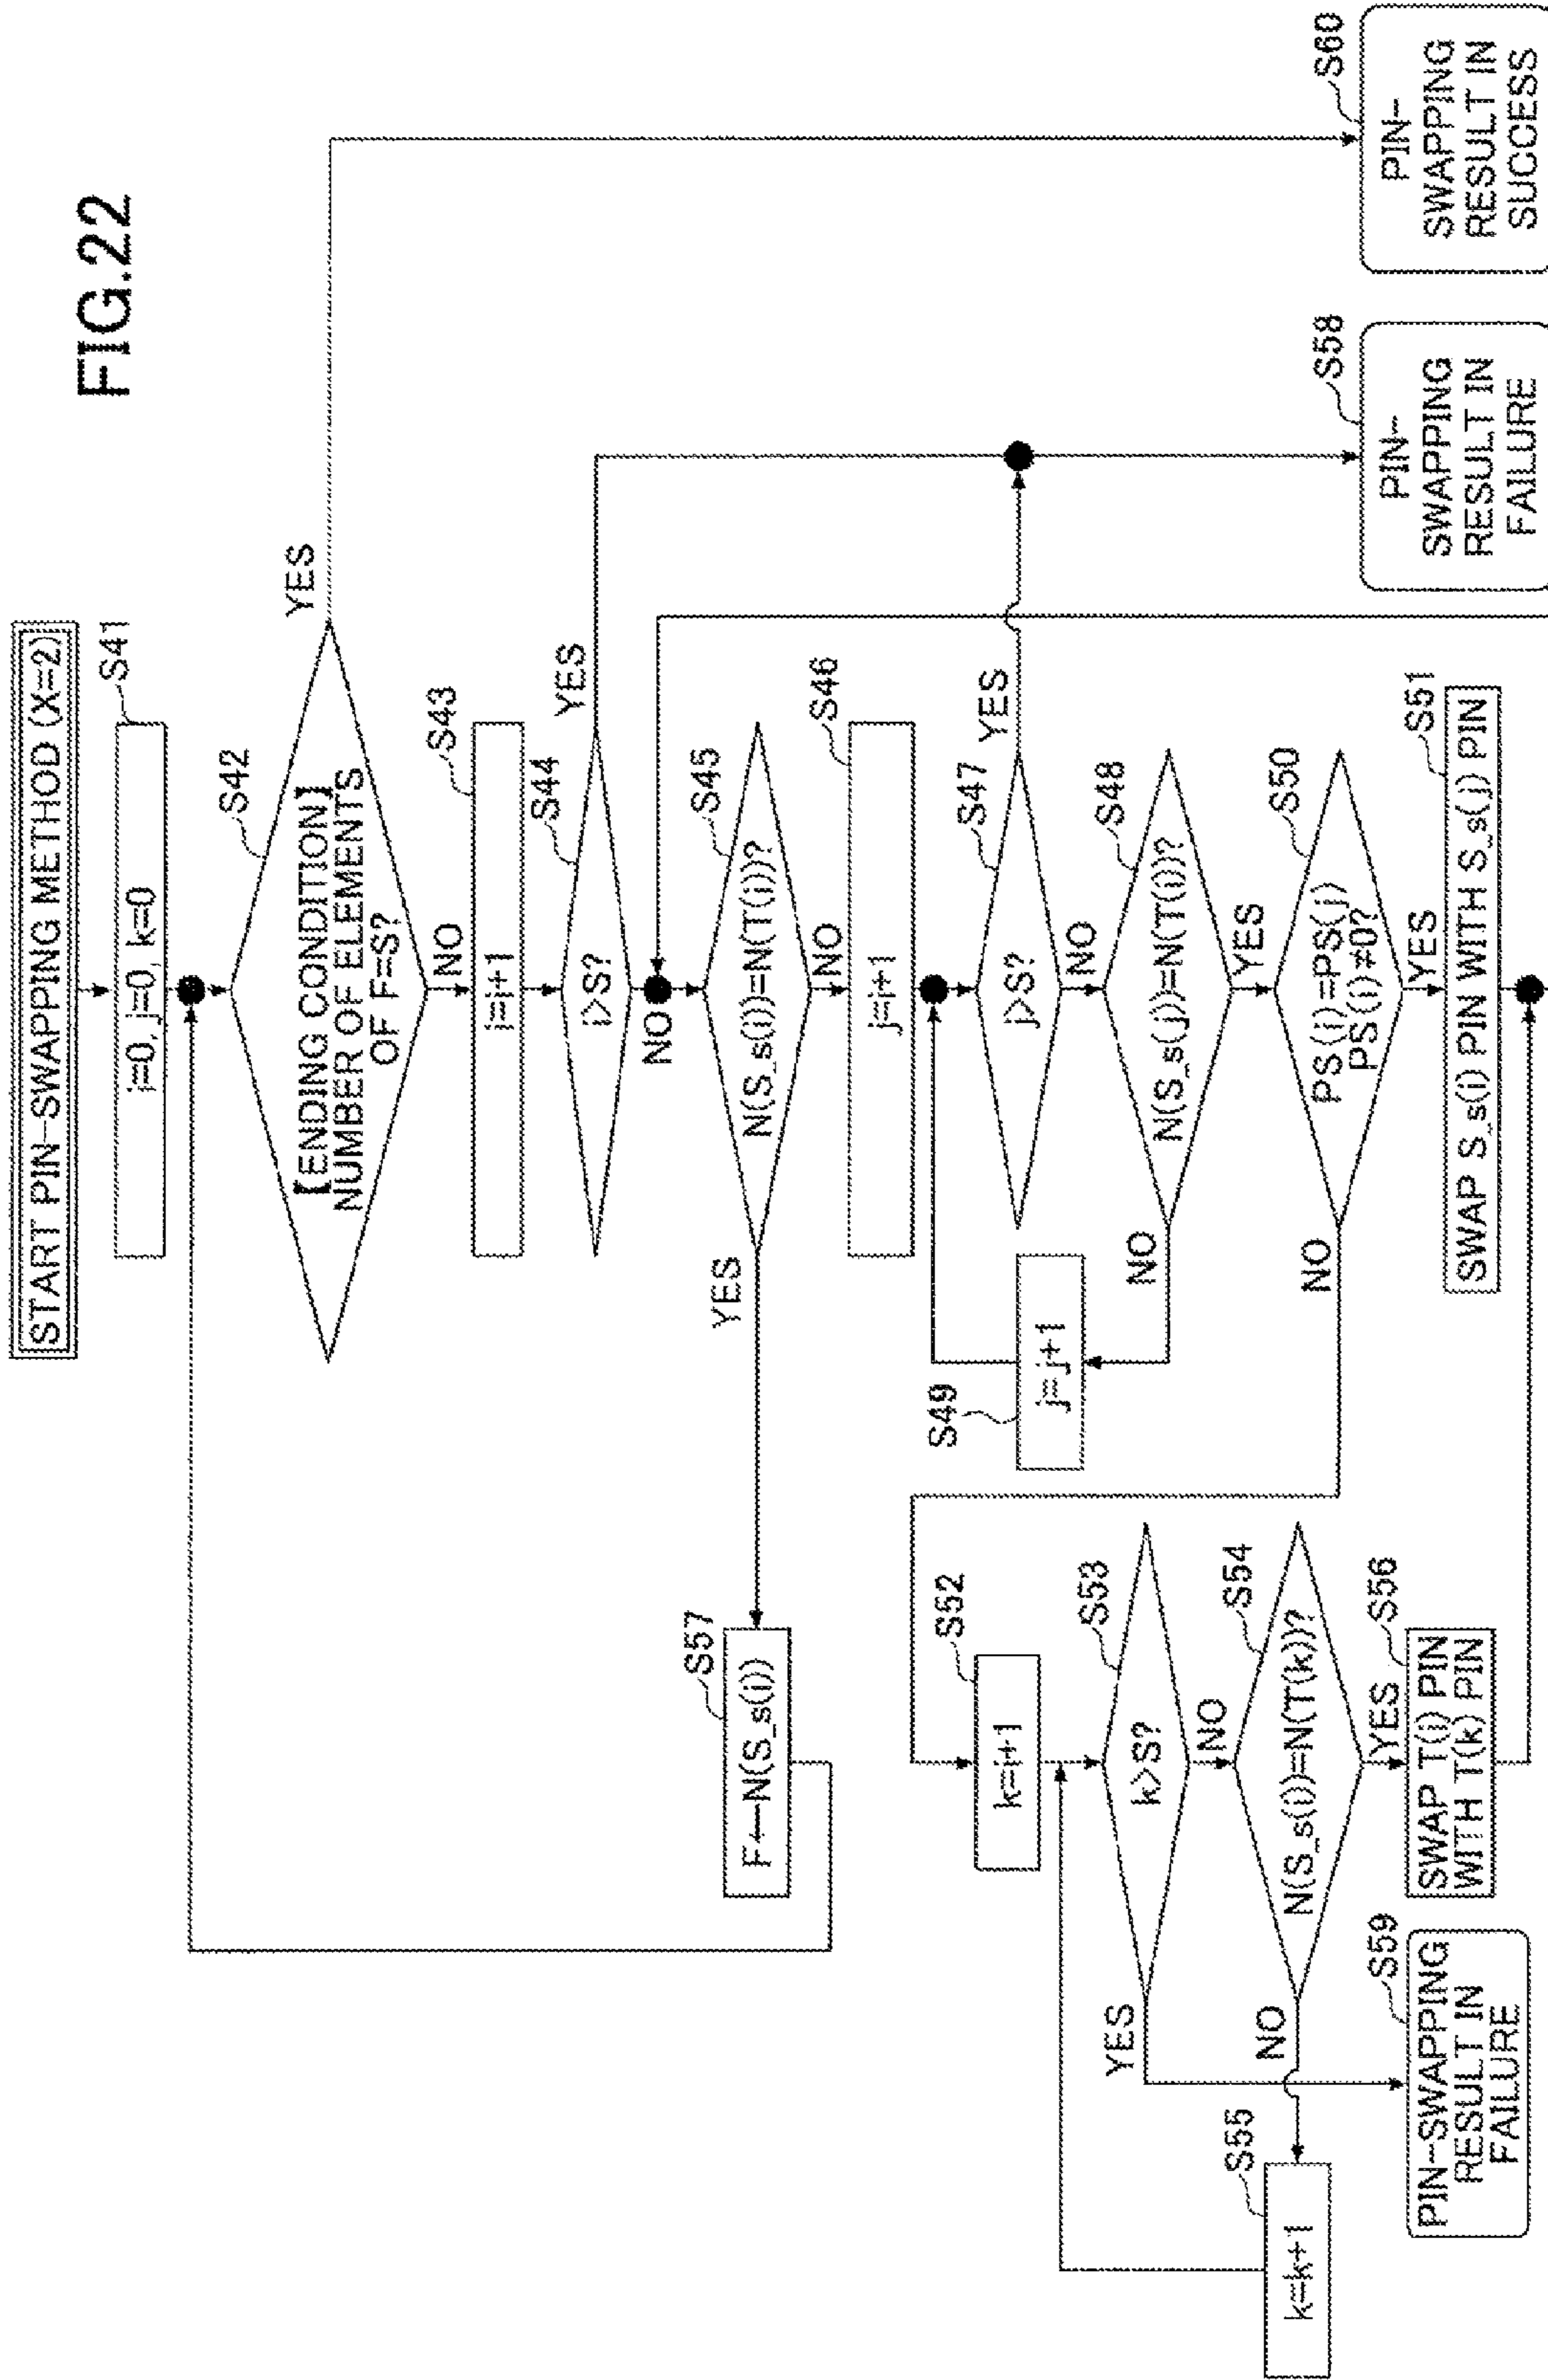 FIG.22
START PIN-SWAPPING METHOD (X=2)
S41
i=0, j=0, k=0
S42
【ENDING CONDITION】
NUMBER OF ELEMENTS
OF F=S?
YES
NO
S43
i=i+1
S44
i>S?
YES
NO
S45
N(S_s(i))=N(T(i))?
YES
NO
S57
F←N(S_s(i))
S46
j=i+1
S47
j>S?
YES
NO
S48
N(S_s(j))=N(T(i))?
NO
YES
S49
j=j+1
S50
PS(i)=PS(j)
PS(i)≠0?
NO
YES
S51
SWAP S_s(i) PIN WITH S_s(j) PIN
S52
k=i+1
S53
k>S?
YES
NO
S54
N(S_s(i))=N(T(k))?
NO
YES
S55
k=k+1
S56
SWAP T(i) PIN
WITH T(k) PIN
S59
PIN-SWAPPING
RESULT IN
FAILURE
S58
PIN-
SWAPPING
RESULT IN
FAILURE
S60
PIN-
SWAPPING
RESULT IN
SUCCESS